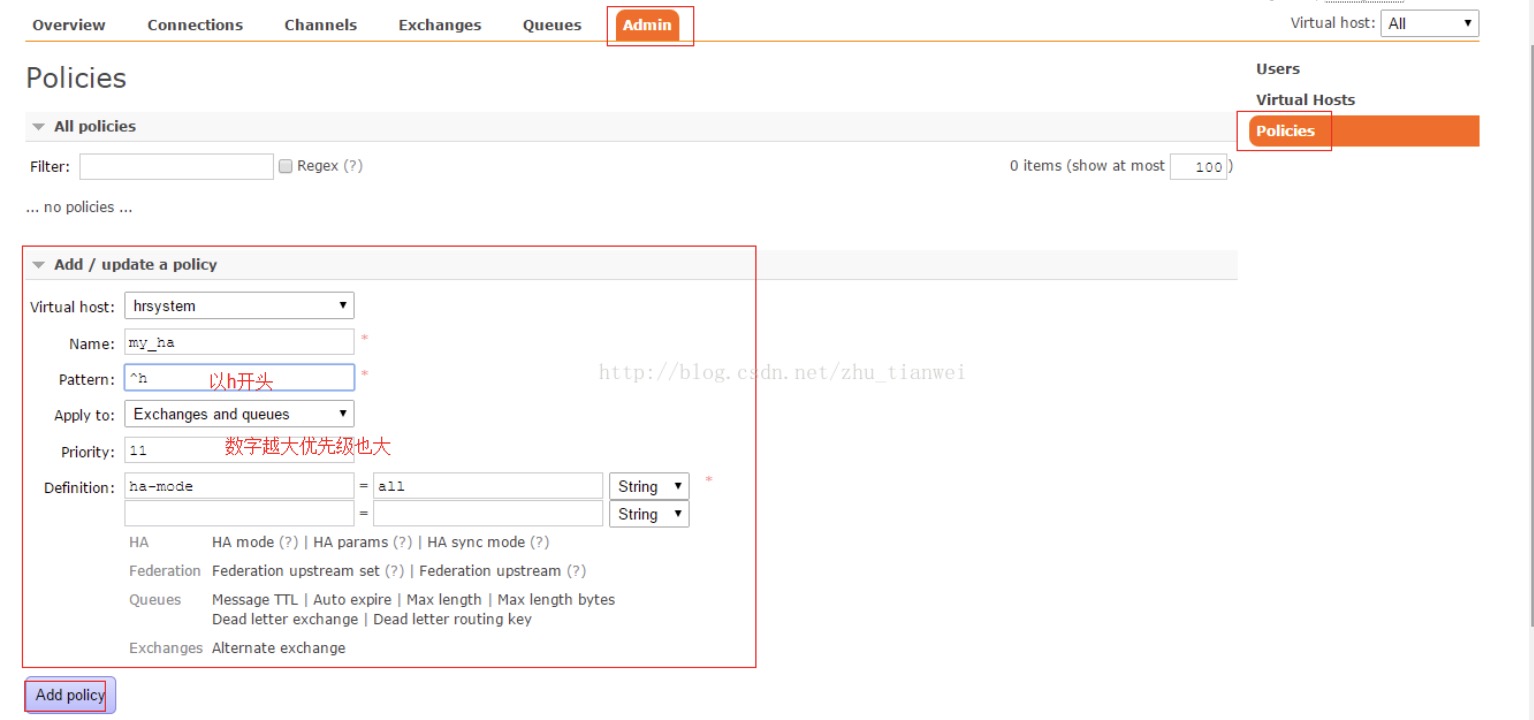 Overview Connections Channels Exchanges Queues Admin Virtual host: All
Users
Policies
Virtual Hosts
All policies
Policies
Filter: Regex (?) 0 items (show at most 100 )
... no policies ...
Add / update a policy
Virtual host: hrsystem
Name: my_ha *
http://blog.csdn.net/zhu_tianwei
Pattern: ^h 以h开头 *
Apply to: Exchanges and queues
Priority: 11 数字越大优先级也大
Definition: ha-mode = all String *
= String
HA HA mode (?) | HA params (?) | HA sync mode (?)
Federation Federation upstream set (?) | Federation upstream (?)
Queues Message TTL | Auto expire | Max length | Max length bytes
Dead letter exchange | Dead letter routing key
Exchanges Alternate exchange
Add policy